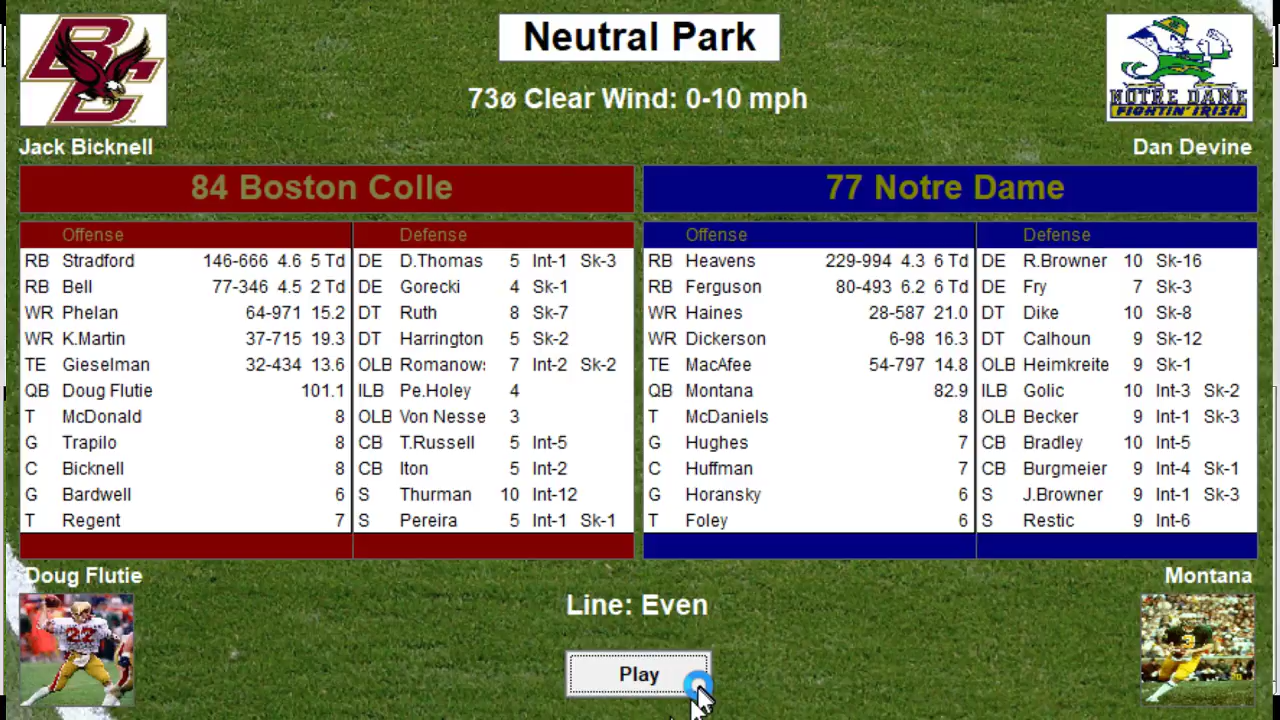 Neutral Park
73ø Clear Wind: 0-10 mph
NOTRE DAME
FIGHTIN' IRISH
Jack Bicknell
Dan Devine
84 Boston Colle
77 Notre Dame
Offense Defense
RB Stradford 146-666 4.6 5 Td DE D.Thomas 5 Int-1 Sk-3
RB Bell 77-346 4.5 2 Td DE Gorecki 4 Sk-1
WR Phelan 64-971 15.2 DT Ruth 8 Sk-7
WR K.Martin 37-715 19.3 DT Harrington 5 Sk-2
TE Gieselman 32-434 13.6 OLB Romanows 7 Int-2 Sk-2
QB Doug Flutie 101.1 ILB Pe.Holey 4
T McDonald 8 OLB Von Nesse 3
G Trapilo 8 CB T.Russell 5 Int-5
C Bicknell 8 CB Iton 5 Int-2
G Bardwell 6 S Thurman 10 Int-12
T Regent 7 S Pereira 5 Int-1 Sk-1
Offense Defense
RB Heavens 229-994 4.3 6 Td DE R.Browner 10 Sk-16
RB Ferguson 80-493 6.2 6 Td DE Fry 7 Sk-3
WR Haines 28-587 21.0 DT Dike 10 Sk-8
WR Dickerson 6-98 16.3 DT Calhoun 9 Sk-12
TE MacAfee 54-797 14.8 OLB Heimkreite 9 Sk-1
QB Montana 82.9 ILB Golic 10 Int-3 Sk-2
T McDaniels 8 OLB Becker 9 Int-1 Sk-3
G Hughes 7 CB Bradley 10 Int-5
C Huffman 7 CB Burgmeier 9 Int-4 Sk-1
G Horansky 6 S J.Browner 9 Int-1 Sk-3
T Foley 6 S Restic 9 Int-6
Doug Flutie
Montana
Line: Even
Play
22